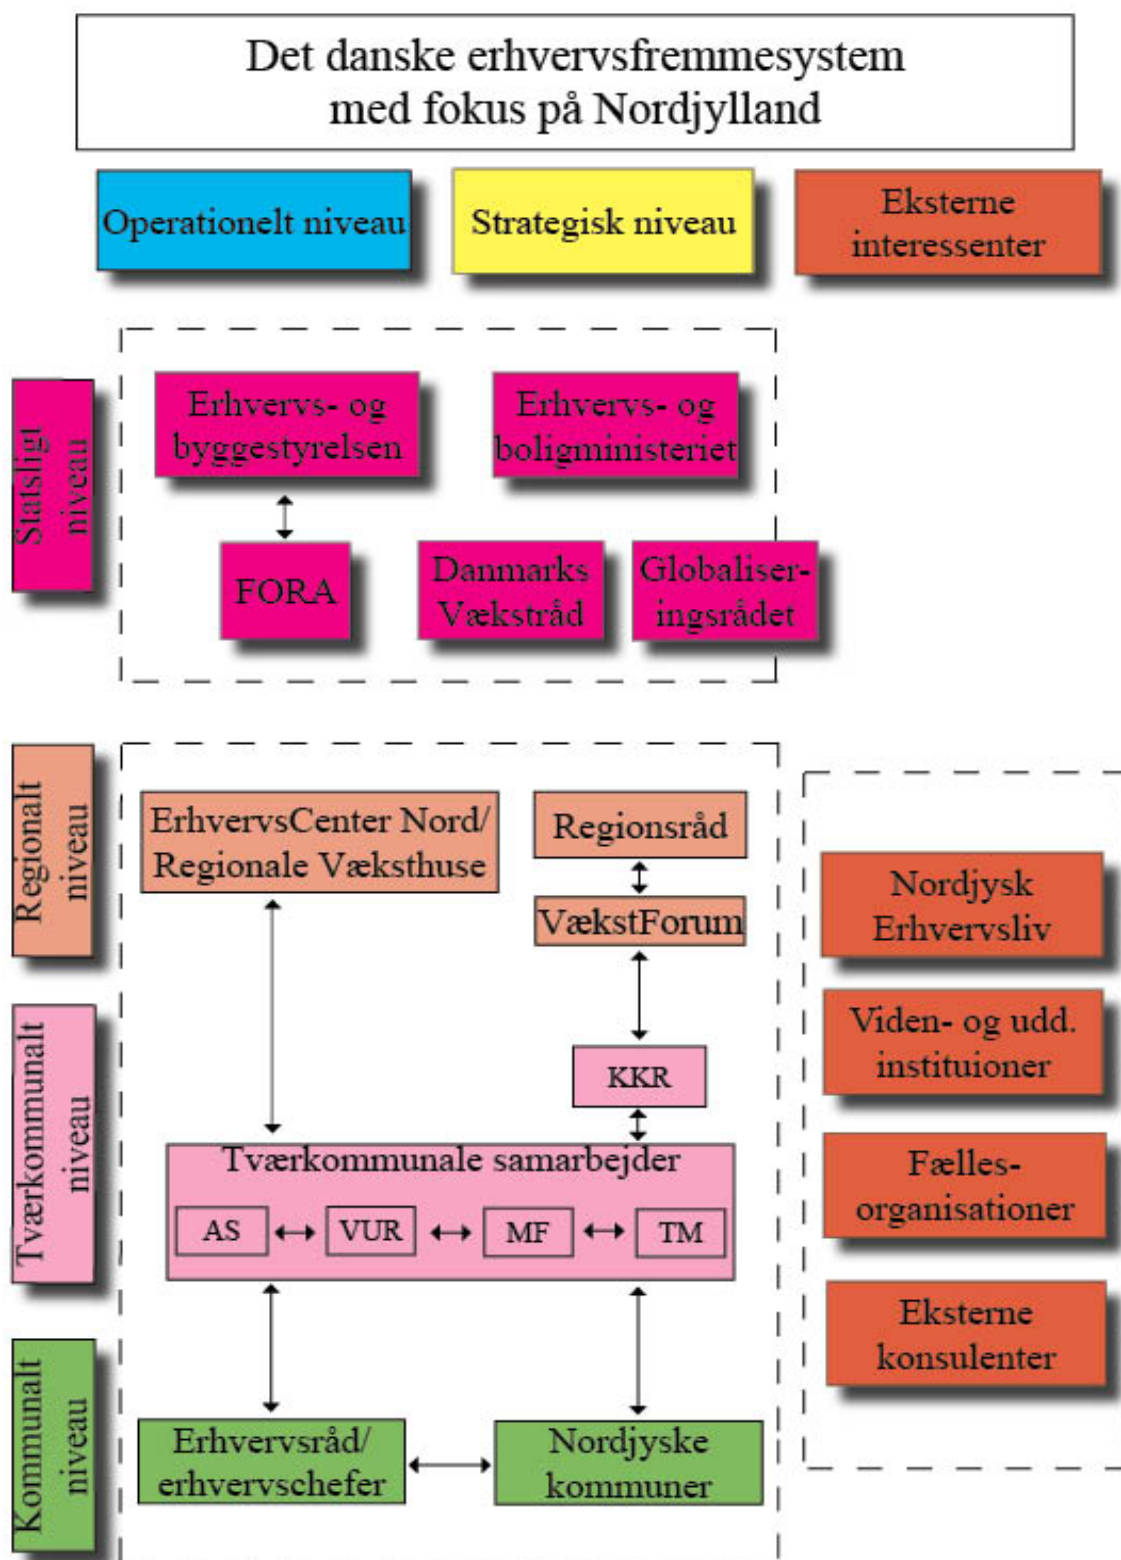 Det danske erhvervsfremmesystem
med fokus på Nordjylland
Operationelt niveau
Strategisk niveau
Eksterne
interessenter
Statsligt
niveau
Erhvervs- og
byggestyrelsen
Erhvervs- og
boligministeriet
FORA
Danmarks
Vækstråd
Globaliser-
ingsrådet
Regionalt
niveau
ErhvervsCenter Nord/
Regionale Væksthuse
Regionsråd
VækstForum
Nordjysk
Erhvervsliv
Viden- og udd.
instituioner
Fælles-
organisationer
Eksterne
konsulenter
Tværkommunalt
niveau
KKR
Tværkommunale samarbejder
AS
VUR
MF
TM
Kommunalt
niveau
Erhvervsråd/
erhvervschefer
Nordjyske
kommuner